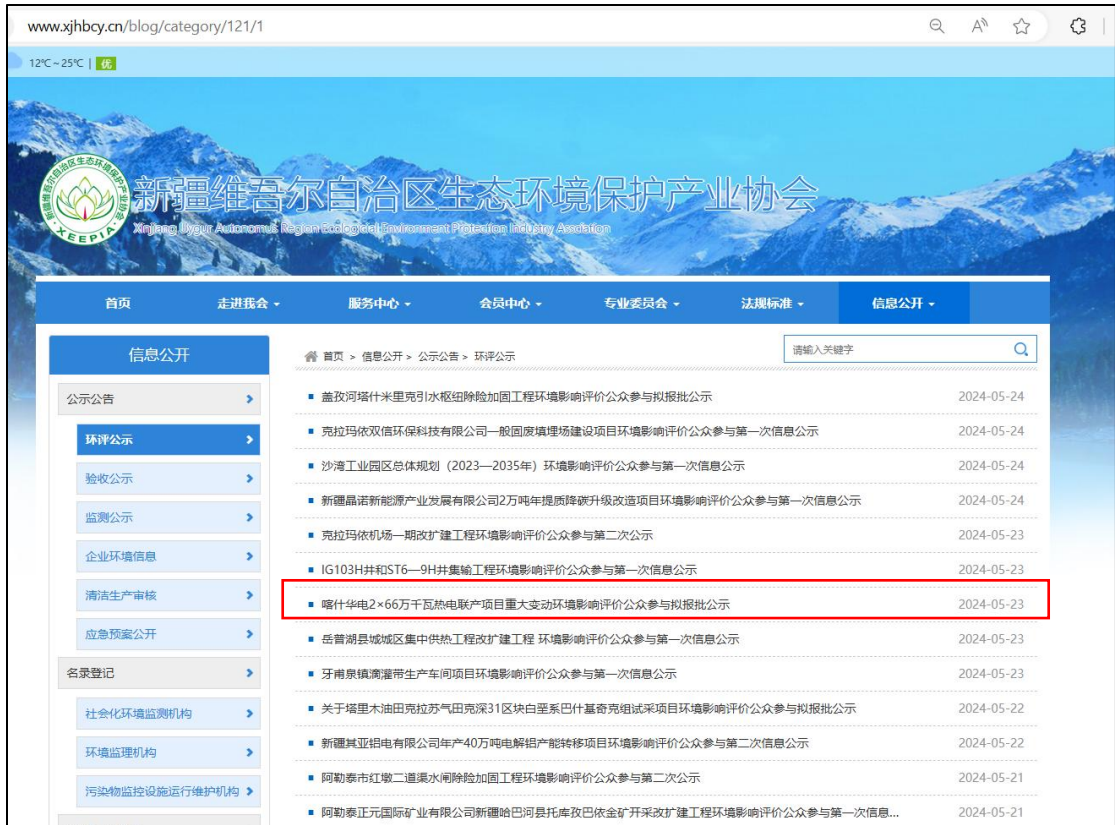 www.xjhbcy.cn/blog/category/121/1
12℃~25℃ | 优
新疆维吾尔自治区生态环境保护产业协会
Xinjiang Uygur Autonomous Region Ecological Environment Protection Industry Association
新疆维吾尔自治区生态环境保护产业协会
XEEPIA
首页 走进我会 服务中心 会员中心 专业委员会 法规标准 信息公开
信息公开
首页 > 信息公开 > 公示公告 > 环评公示
请输入关键字
公示公告
环评公示
验收公示
监测公示
企业环境信息
清洁生产审核
应急预案公开
名录登记
社会化环境监测机构
环境监理机构
污染物监控设施运行维护机构
盖孜河塔什米里克引水枢纽除险加固工程环境影响评价公众参与拟报批公示 2024-05-24
克拉玛依双信环保科技有限公司一般固废填埋场建设项目环境影响评价公众参与第一次信息公示 2024-05-24
沙湾工业园区总体规划（2023—2035年）环境影响评价公众参与第一次信息公示 2024-05-24
新疆晶诺新能源产业发展有限公司2万吨年提质降碳升级改造项目环境影响评价公众参与第一次信息公示 2024-05-24
克拉玛依机场一期改扩建工程环境影响评价公众参与第二次公示 2024-05-23
IG103H井和ST6—9H井集输工程环境影响评价公众参与第一次信息公示 2024-05-23
喀什华电2×66万千瓦热电联产项目重大变动环境影响评价公众参与拟报批公示 2024-05-23
岳普湖县城城区集中供热工程改扩建工程 环境影响评价公众参与第一次信息公示 2024-05-23
牙甫泉镇滴灌带生产车间项目环境影响评价公众参与第一次信息公示 2024-05-23
关于塔里木油田克拉苏气田克深31区块白垩系巴什基奇克组试采项目环境影响评价公众参与拟报批公示 2024-05-22
新疆其亚铝电有限公司年产40万吨电解铝产能转移项目环境影响评价公众参与第二次信息公示 2024-05-22
阿勒泰市红墩二道渠水闸除险加固工程环境影响评价公众参与第二次公示 2024-05-21
阿勒泰正元国际矿业有限公司新疆哈巴河县托库孜巴依金矿开采改扩建工程环境影响评价公众参与第一次信息... 2024-05-21